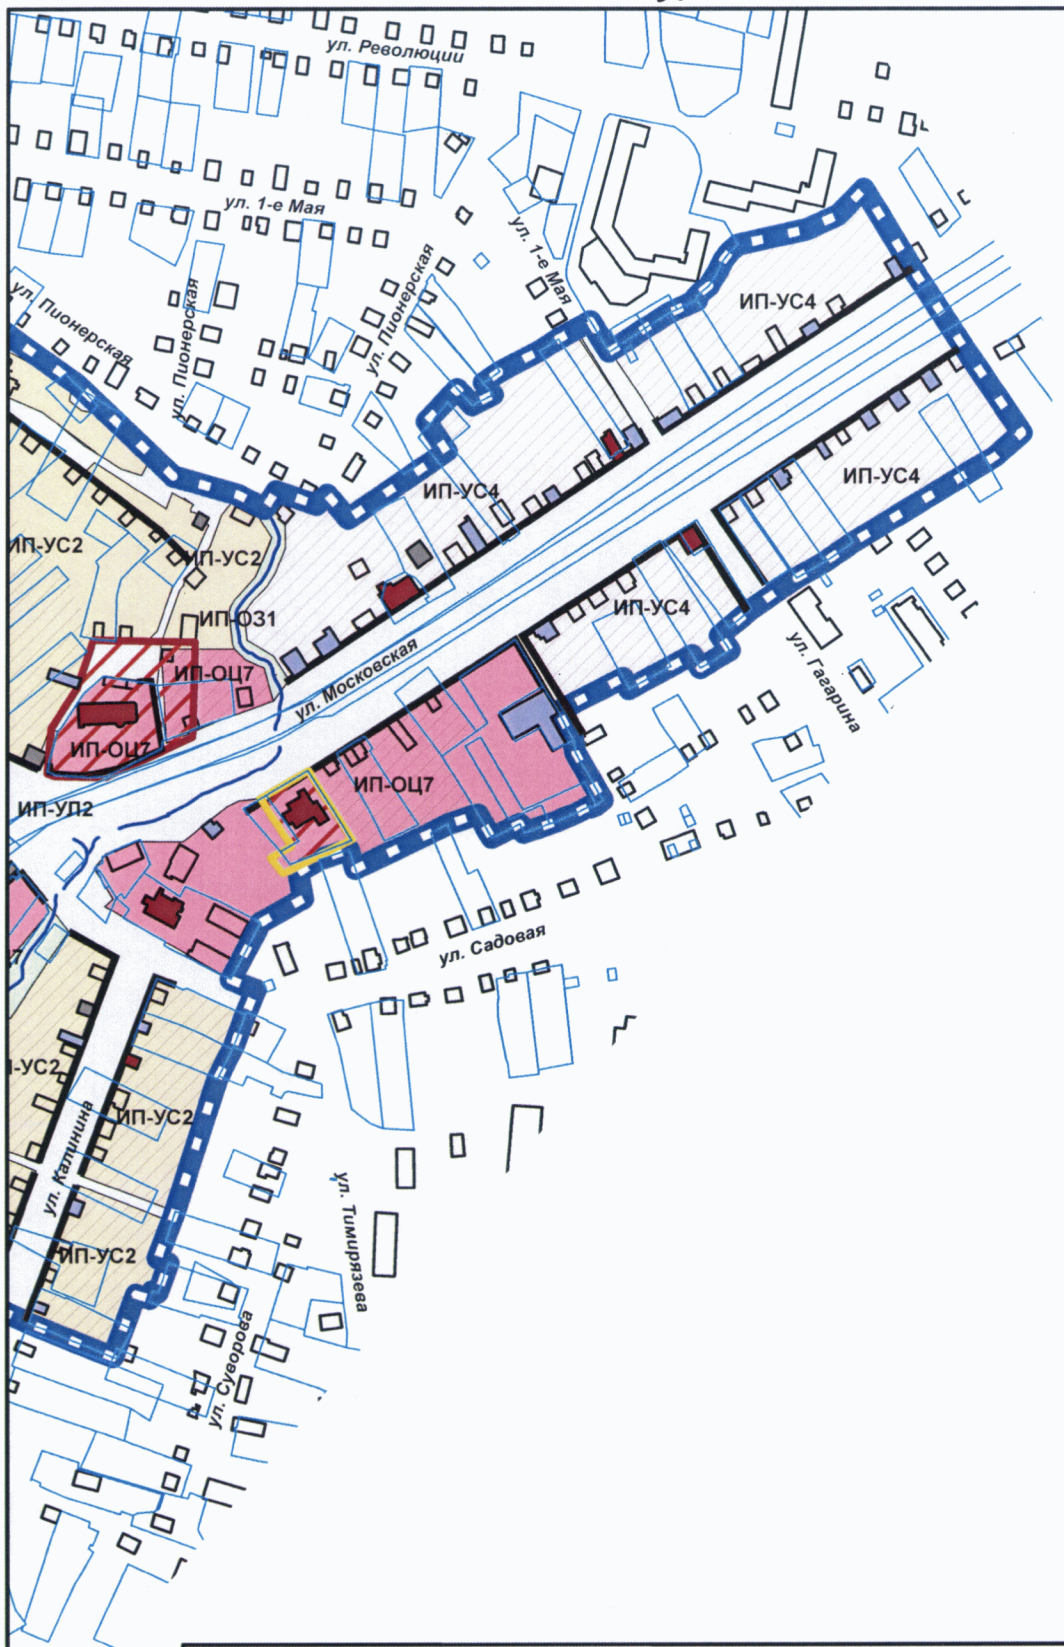 ул. Революции
ул. 1-е Мая
ул. 1-е Мая
ул. Пионерская
ул. Пионерская
ул. Пионерская
ИП-УС4
ИП-УС4
ИП-УС4
ИП-УС2
ИП-УС2
ИП-ОЗ1
ИП-УС4
ул. Гагарина
ул. Московская
ИП-ОЦ7
ИП-ОЦ7
ИП-ОЦ7
ИП-УП2
ул. Садовая
7
-УС2
ИП-УС2
ул. Калинина
ул. Тимирязева
ИП-УС2
ул. Суворова